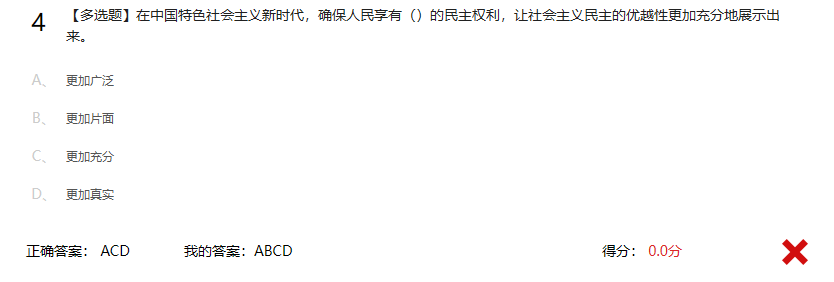 4
【多选题】在中国特色社会主义新时代，确保人民享有（）的民主权利，让社会主义民主的优越性更加充分地展示出
来。
A、 更加广泛
B、 更加片面
C、 更加充分
D、 更加真实
正确答案： ACD 我的答案：ABCD 得分： 0.0分